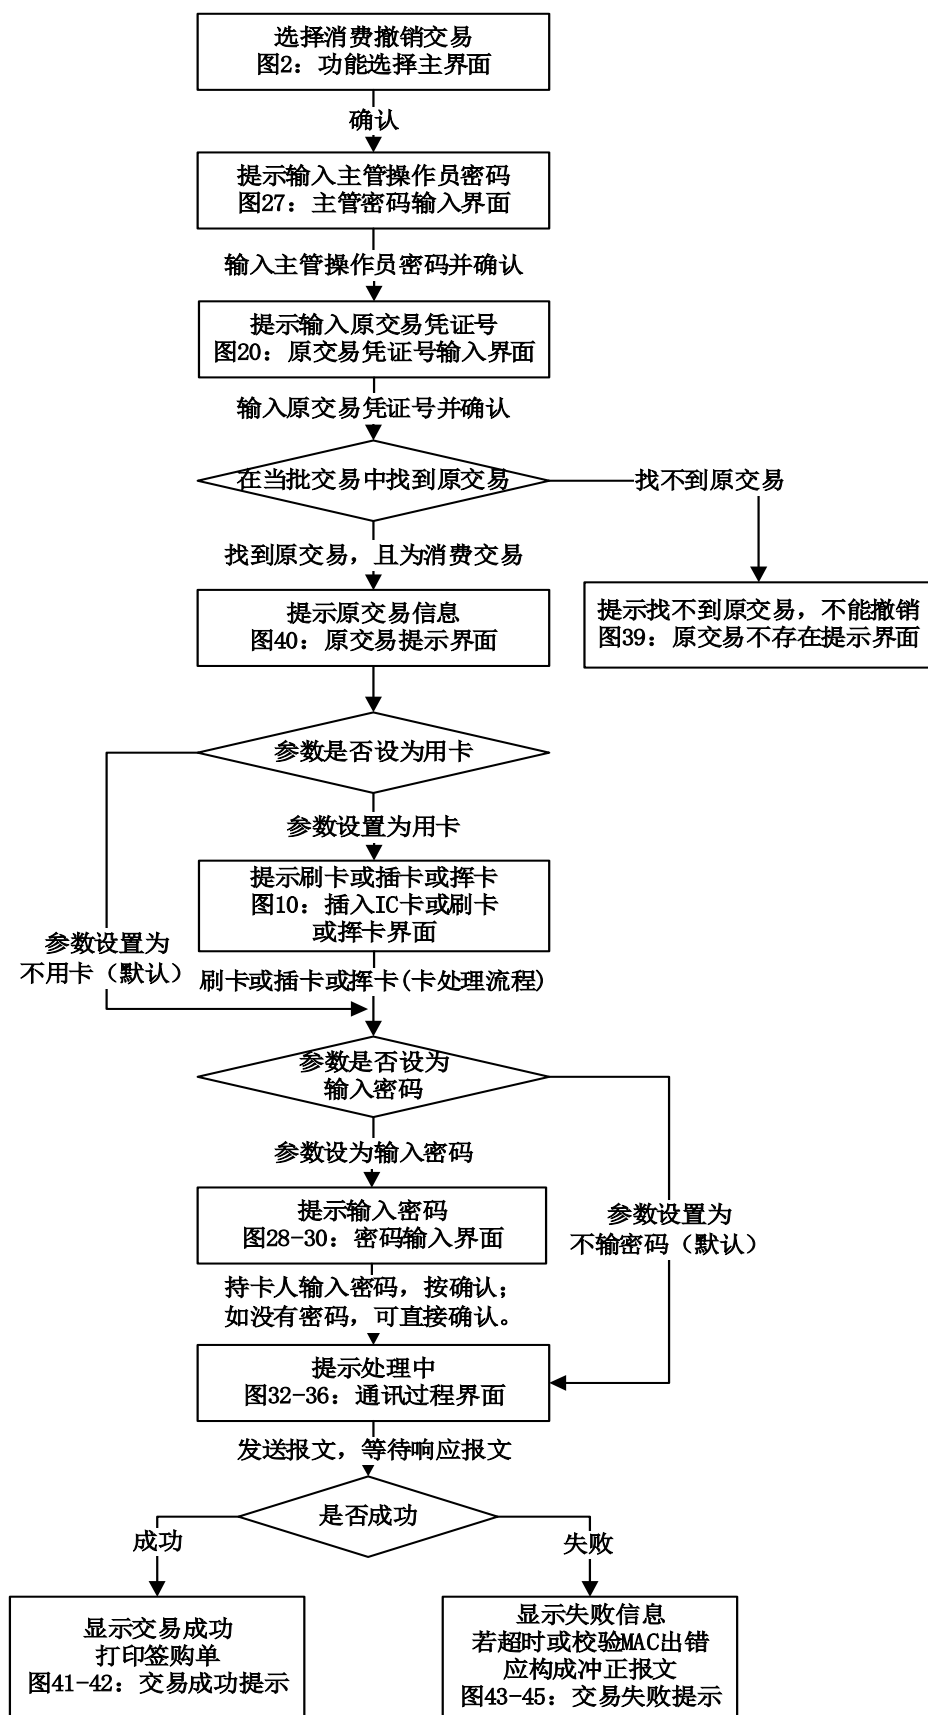 选择消费撤销交易
图2：功能选择主界面
确认
提示输入主管操作员密码
图27：主管密码输入界面
输入主管操作员密码并确认
提示输入原交易凭证号
图20：原交易凭证号输入界面
输入原交易凭证号并确认
在当批交易中找到原交易
找不到原交易
找到原交易，且为消费交易
提示找不到原交易，不能撤销
图39：原交易不存在提示界面
提示原交易信息
图40：原交易提示界面
参数是否设为用卡
参数设置为用卡
提示刷卡或插卡或挥卡
图10：插入IC卡或刷卡
或挥卡界面
参数设置为
不用卡（默认）
刷卡或插卡或挥卡(卡处理流程)
参数是否设为
输入密码
参数设为输入密码
提示输入密码
图28-30：密码输入界面
参数设置为
不输密码（默认）
持卡人输入密码，按确认；
如没有密码，可直接确认。
提示处理中
图32-36：通讯过程界面
发送报文，等待响应报文
是否成功
成功
失败
显示交易成功
打印签购单
图41-42：交易成功提示
显示失败信息
若超时或校验MAC出错
应构成冲正报文
图43-45：交易失败提示